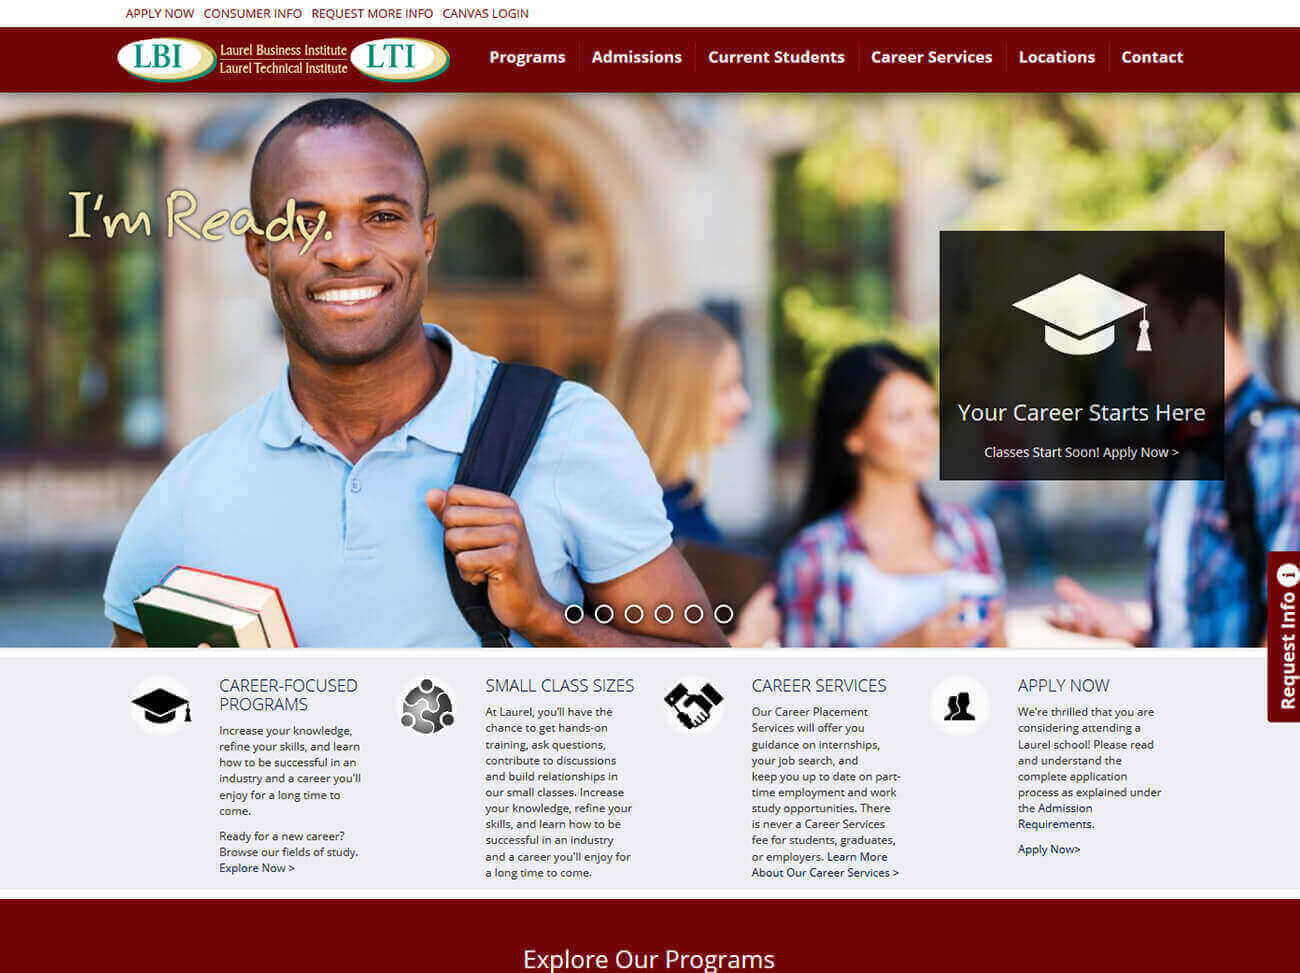 APPLY NOW CONSUMER INFO REQUEST MORE INFO CANVAS LOGIN
LBI Laurel Business Institute LTI
Laurel Technical Institute
Programs Admissions Current Students Career Services Locations Contact
I'm Ready.
Your Career Starts Here
Classes Start Soon! Apply Now >
Request Info i
CAREER-FOCUSED
PROGRAMS
Increase your knowledge,
refine your skills, and learn
how to be successful in an
industry and a career you'll
enjoy for a long time to
come.
Ready for a new career?
Browse our fields of study.
Explore Now >
SMALL CLASS SIZES
At Laurel, you'll have the
chance to get hands-on
training, ask questions,
contribute to discussions
and build relationships in
our small classes. Increase
your knowledge, refine your
skills, and learn how to be
successful in an industry
and a career you'll enjoy for
a long time to come.
CAREER SERVICES
Our Career Placement
Services will offer you
guidance on internships,
your job search, and
keep you up to date on part-
time employment and work
study opportunities. There
is never a Career Services
fee for students, graduates,
or employers. Learn More
About Our Career Services >
APPLY NOW
We're thrilled that you are
considering attending a
Laurel school! Please read
and understand the
complete application
process as explained under
the Admission
Requirements.
Apply Now>
Explore Our Programs